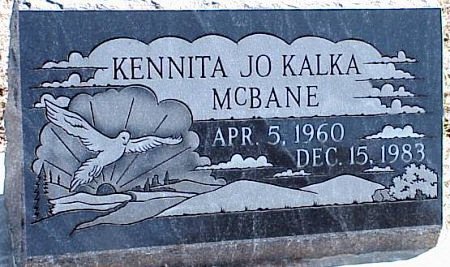 KENNITA JO KALKA
McBANE
APR. 5, 1960
DEC. 15, 1983